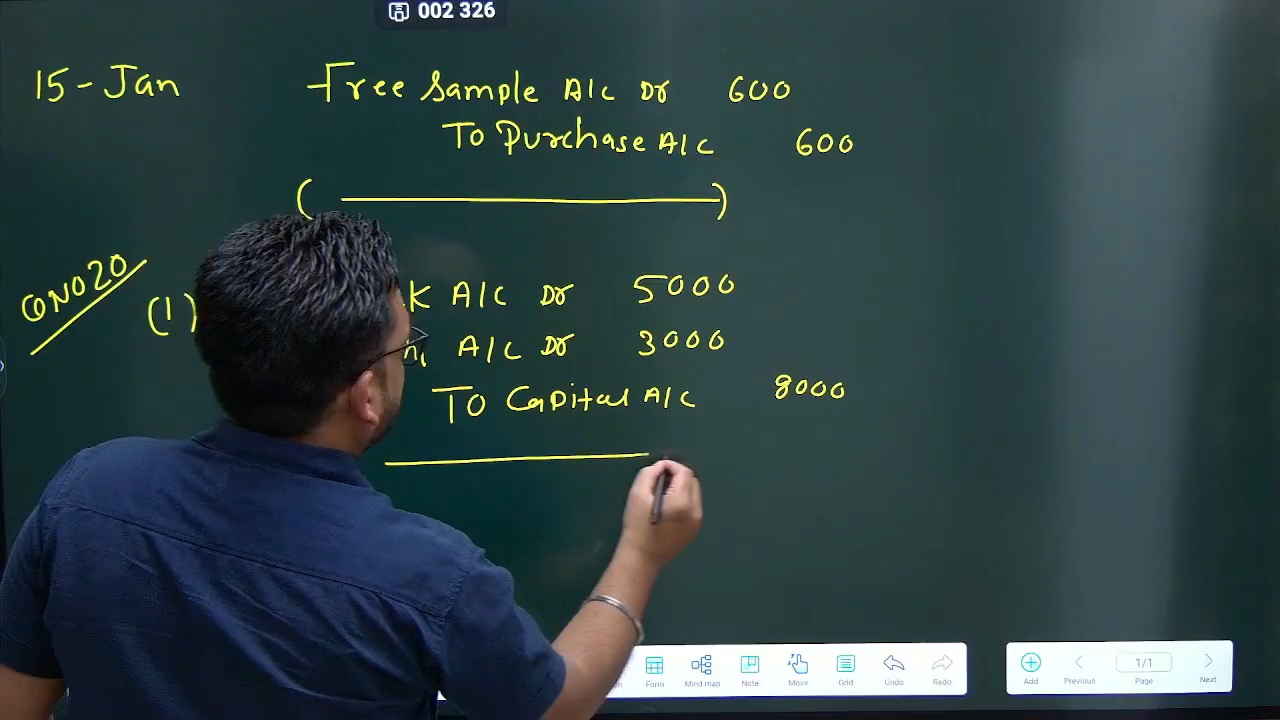 002 326
15-Jan Free Sample A/C Dr 600
To Purchase A/C 600
( )
QNO20
(1) K A/C Dr 5000
A/C Dr 3000
To Capital A/C 8000
Form Mind map Note Move Grid Undo Redo
Add Previous 1/1 Page Next